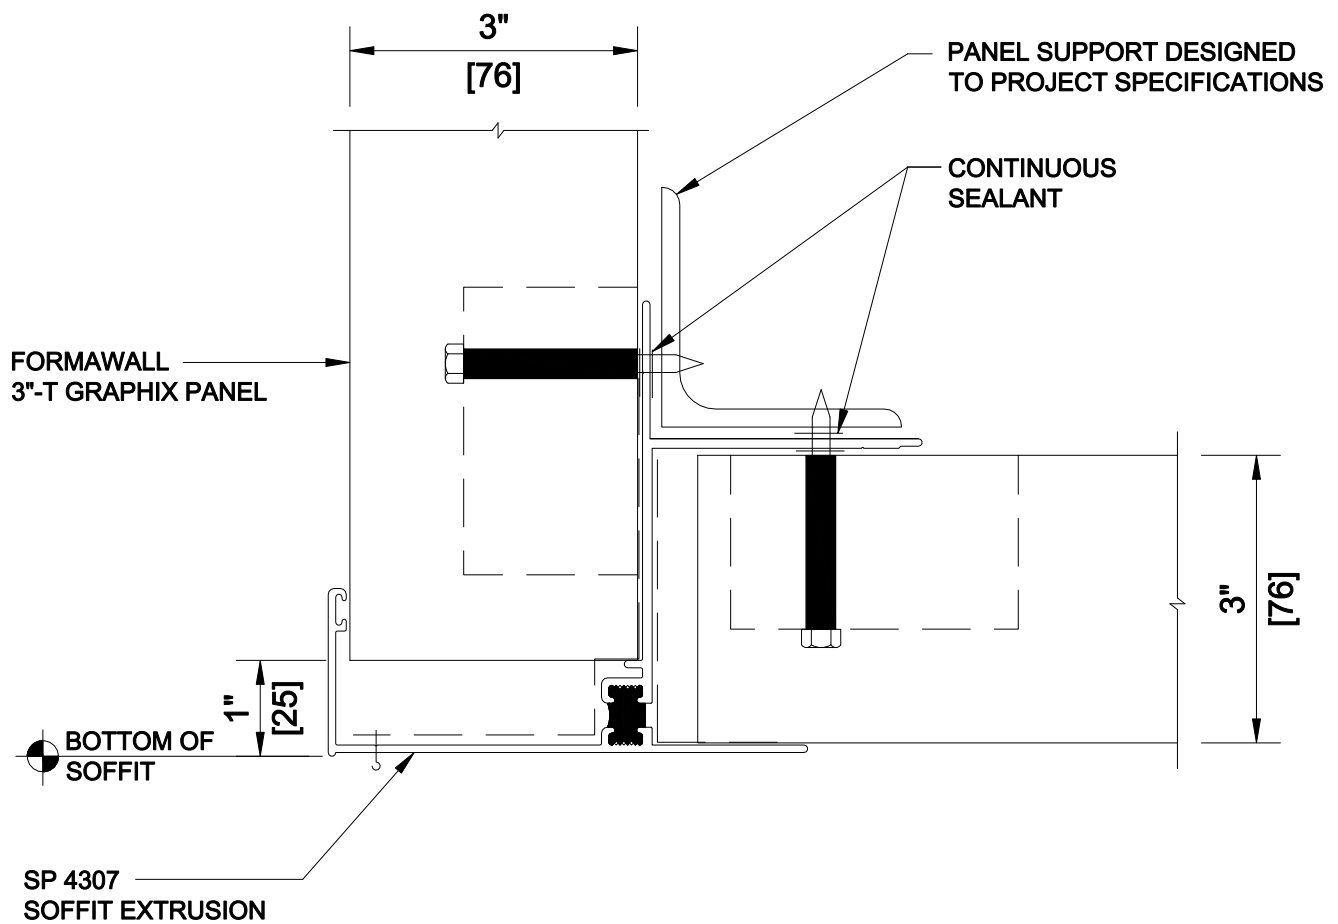 3"
[76]
PANEL SUPPORT DESIGNED
TO PROJECT SPECIFICATIONS
CONTINUOUS
SEALANT
FORMAWALL
3"-T GRAPHIX PANEL
3"
[76]
1"
[25]
BOTTOM OF
SOFFIT
SP 4307
SOFFIT EXTRUSION